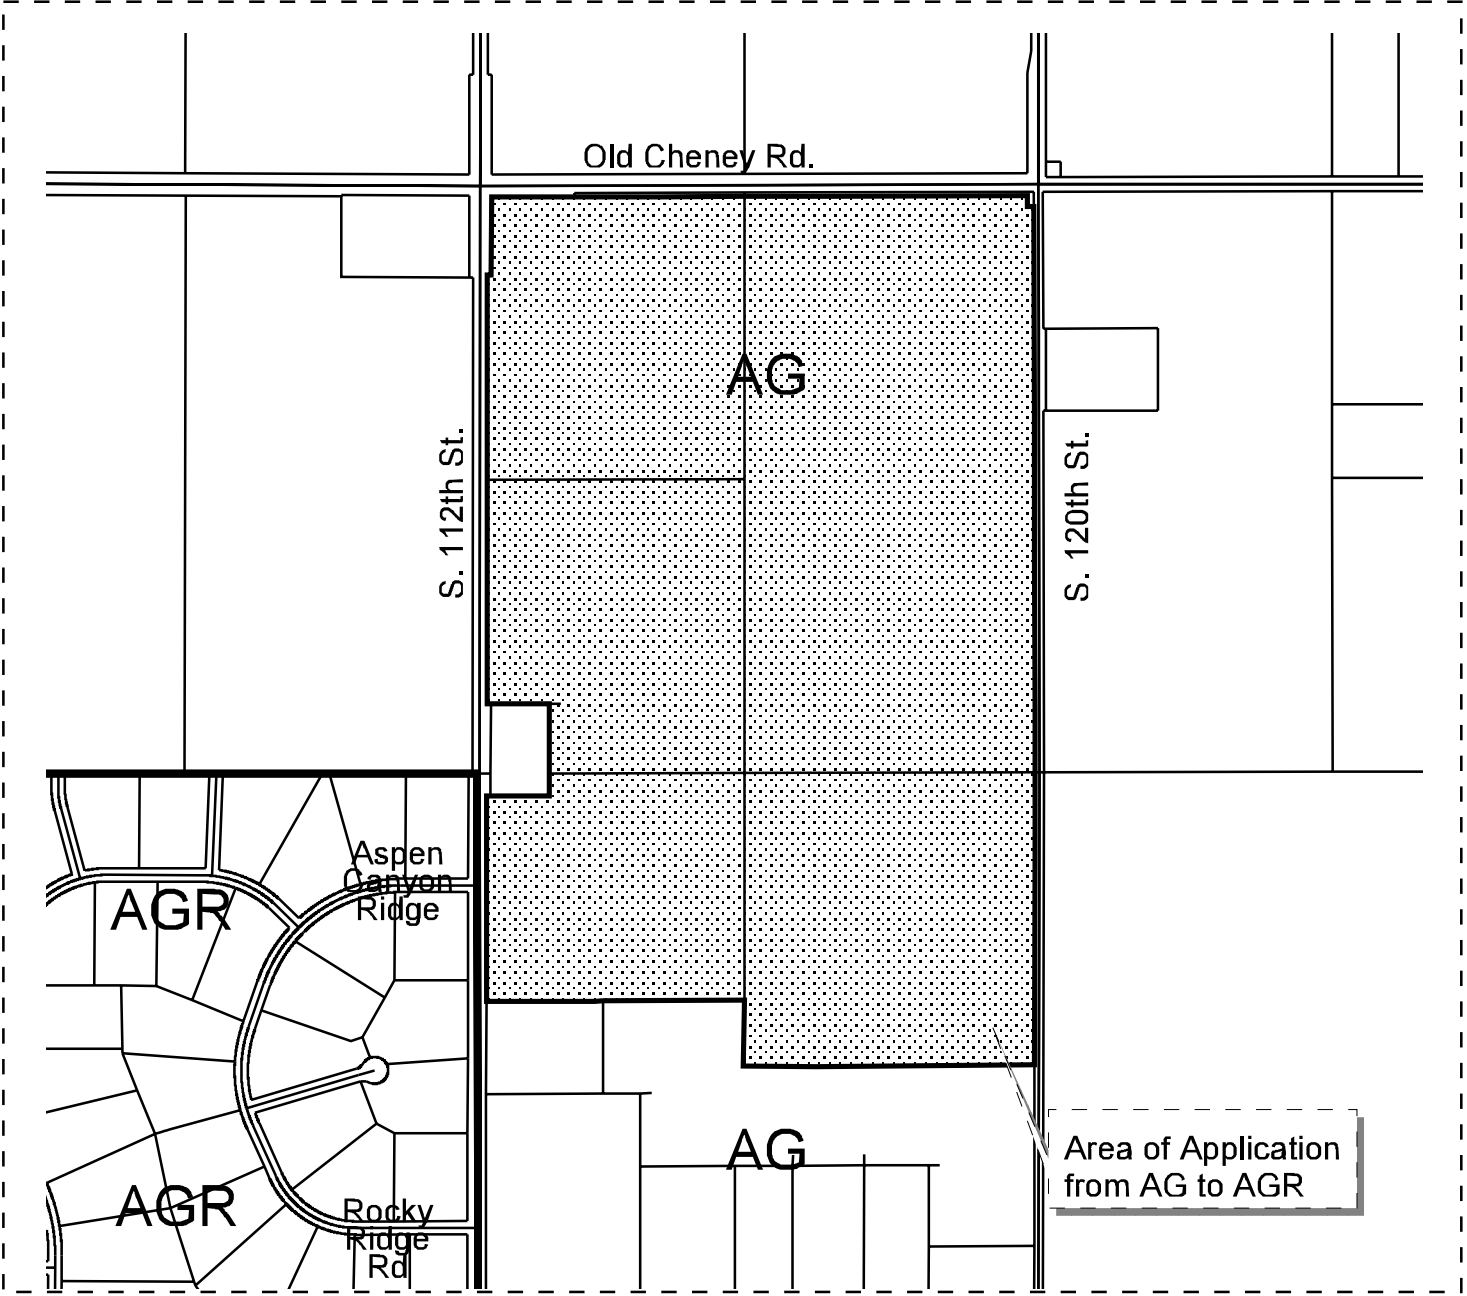 Old Cheney Rd.
AG
S. 112th St.
S. 120th St.
Aspen
Canyon
Ridge
AGR
AG
Area of Application
from AG to AGR
AGR
Rocky
Ridge
Rd